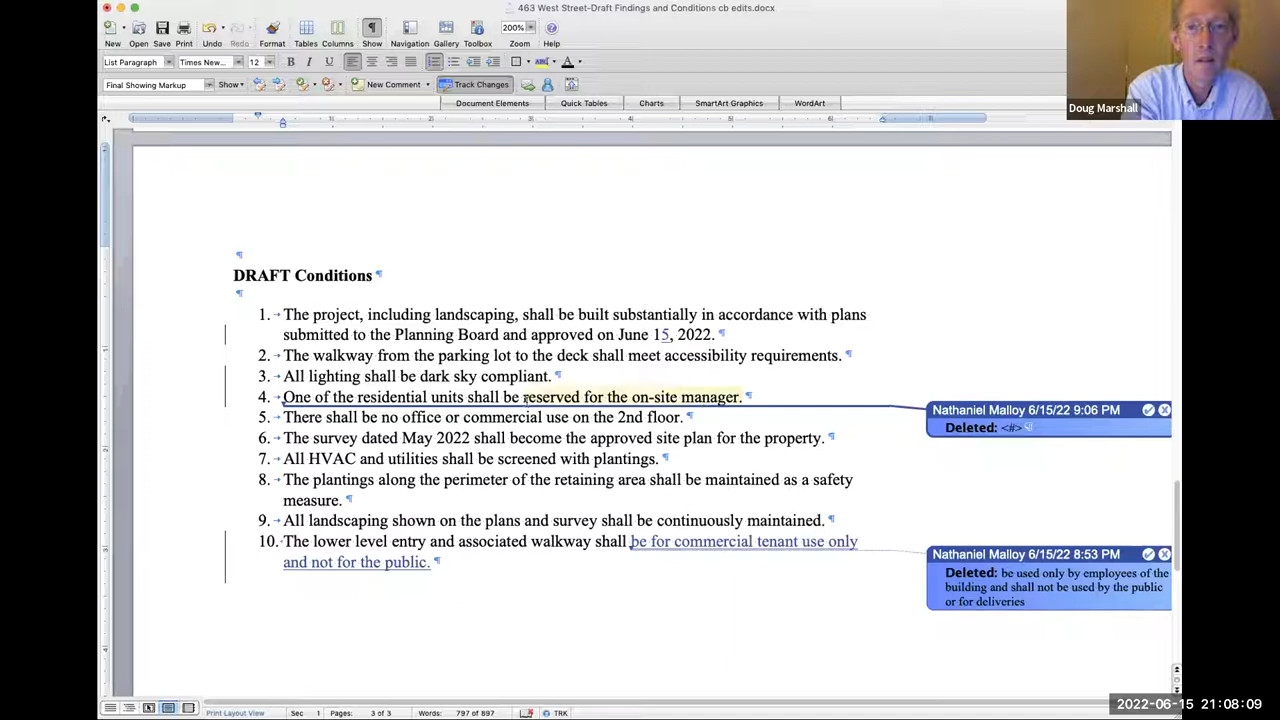 463 West Street-Draft Findings and Conditions cb edits.docx
200%
New Open Save Print Undo Redo Format Tables Columns Show Navigation Gallery Toolbox Zoom Help
List Paragraph Times New... 12 B I U
Final Showing Markup Show New Comment Track Changes
Document Elements Quick Tables Charts SmartArt Graphics WordArt
Doug Marshall
DRAFT Conditions
1. The project, including landscaping, shall be built substantially in accordance with plans
submitted to the Planning Board and approved on June 15, 2022.
2. The walkway from the parking lot to the deck shall meet accessibility requirements.
3. All lighting shall be dark sky compliant.
4. One of the residential units shall be reserved for the on-site manager.
5. There shall be no office or commercial use on the 2nd floor.
6. The survey dated May 2022 shall become the approved site plan for the property.
7. All HVAC and utilities shall be screened with plantings.
8. The plantings along the perimeter of the retaining area shall be maintained as a safety
measure.
9. All landscaping shown on the plans and survey shall be continuously maintained.
10. The lower level entry and associated walkway shall be for commercial tenant use only
and not for the public.
Nathaniel Malloy 6/15/22 9:06 PM
Deleted: <#>
Nathaniel Malloy 6/15/22 8:53 PM
Deleted: be used only by employees of the
building and shall not be used by the public
or for deliveries
Print Layout View Sec 1 Pages: 3 of 3 Words: 797 of 897 TRK
2022-06-15 21:08:09